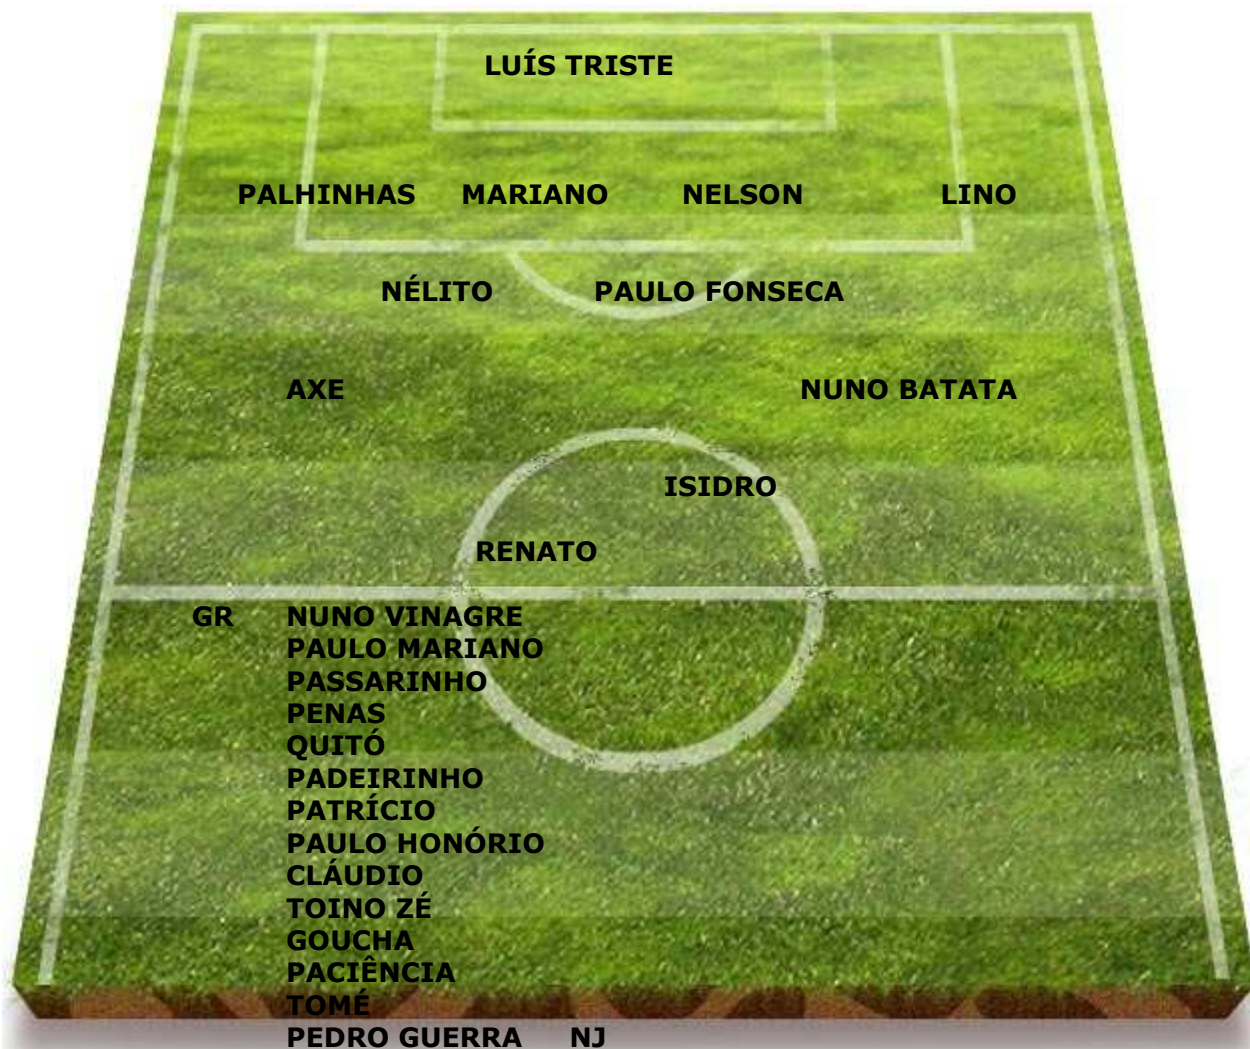 LUÍS TRISTE
PALHINHAS MARIANO NELSON LINO
NÉLITO PAULO FONSECA
AXE NUNO BATATA
ISIDRO
RENATO
GR NUNO VINAGRE
PAULO MARIANO
PASSARINHO
PENAS
QUITÓ
PADEIRINHO
PATRÍCIO
PAULO HONÓRIO
CLÁUDIO
TOINO ZÉ
GOUCHA
PACIÊNCIA
TOMÉ
PEDRO GUERRA NJ